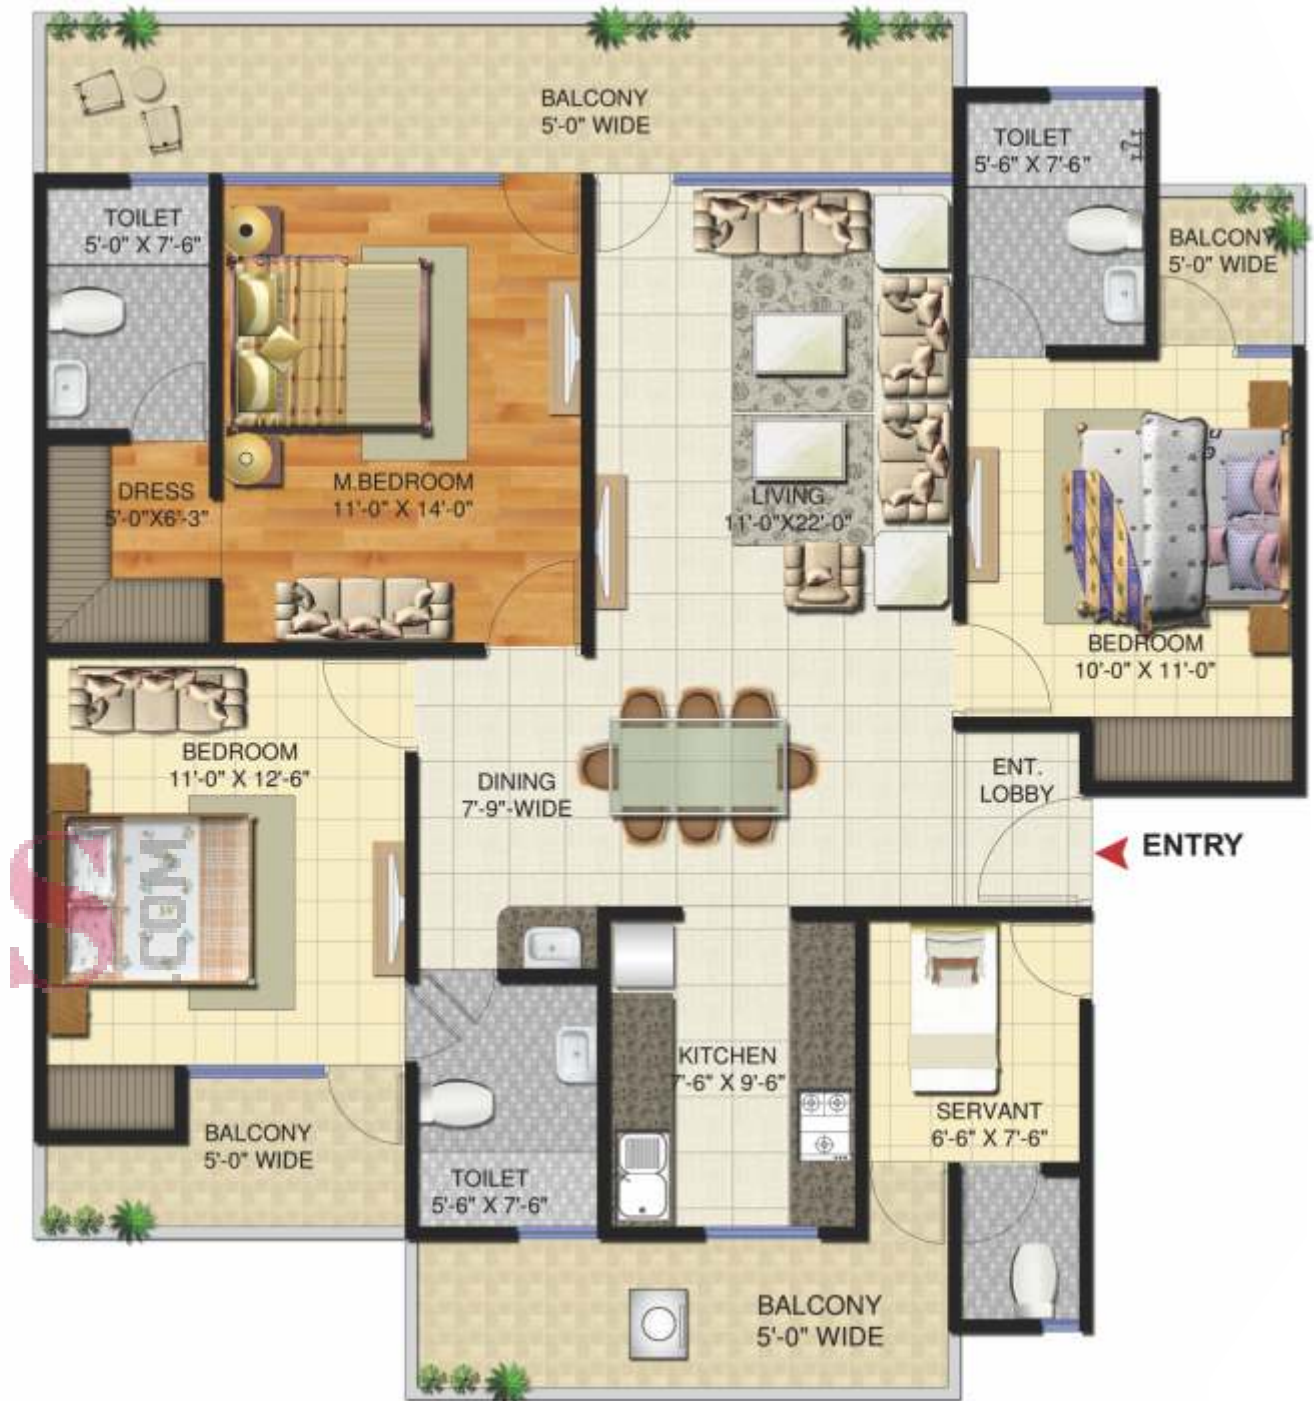 BALCONY
5'-0" WIDE
TOILET
5'-6" X 7'-6"
TOILET
5'-0" X 7'-6"
BALCONY
5'-0" WIDE
M.BEDROOM
11'-0" X 14'-0"
DRESS
5'-0"X6'-3"
LIVING
11'-0"X22'-0"
BEDROOM
10'-0" X 11'-0"
BEDROOM
11'-0" X 12'-6"
DINING
7'-9"-WIDE
ENT.
LOBBY
ENTRY
S.COM
KITCHEN
7'-6" X 9'-6"
SERVANT
6'-6" X 7'-6"
BALCONY
5'-0" WIDE
TOILET
5'-6" X 7'-6"
BALCONY
5'-0" WIDE